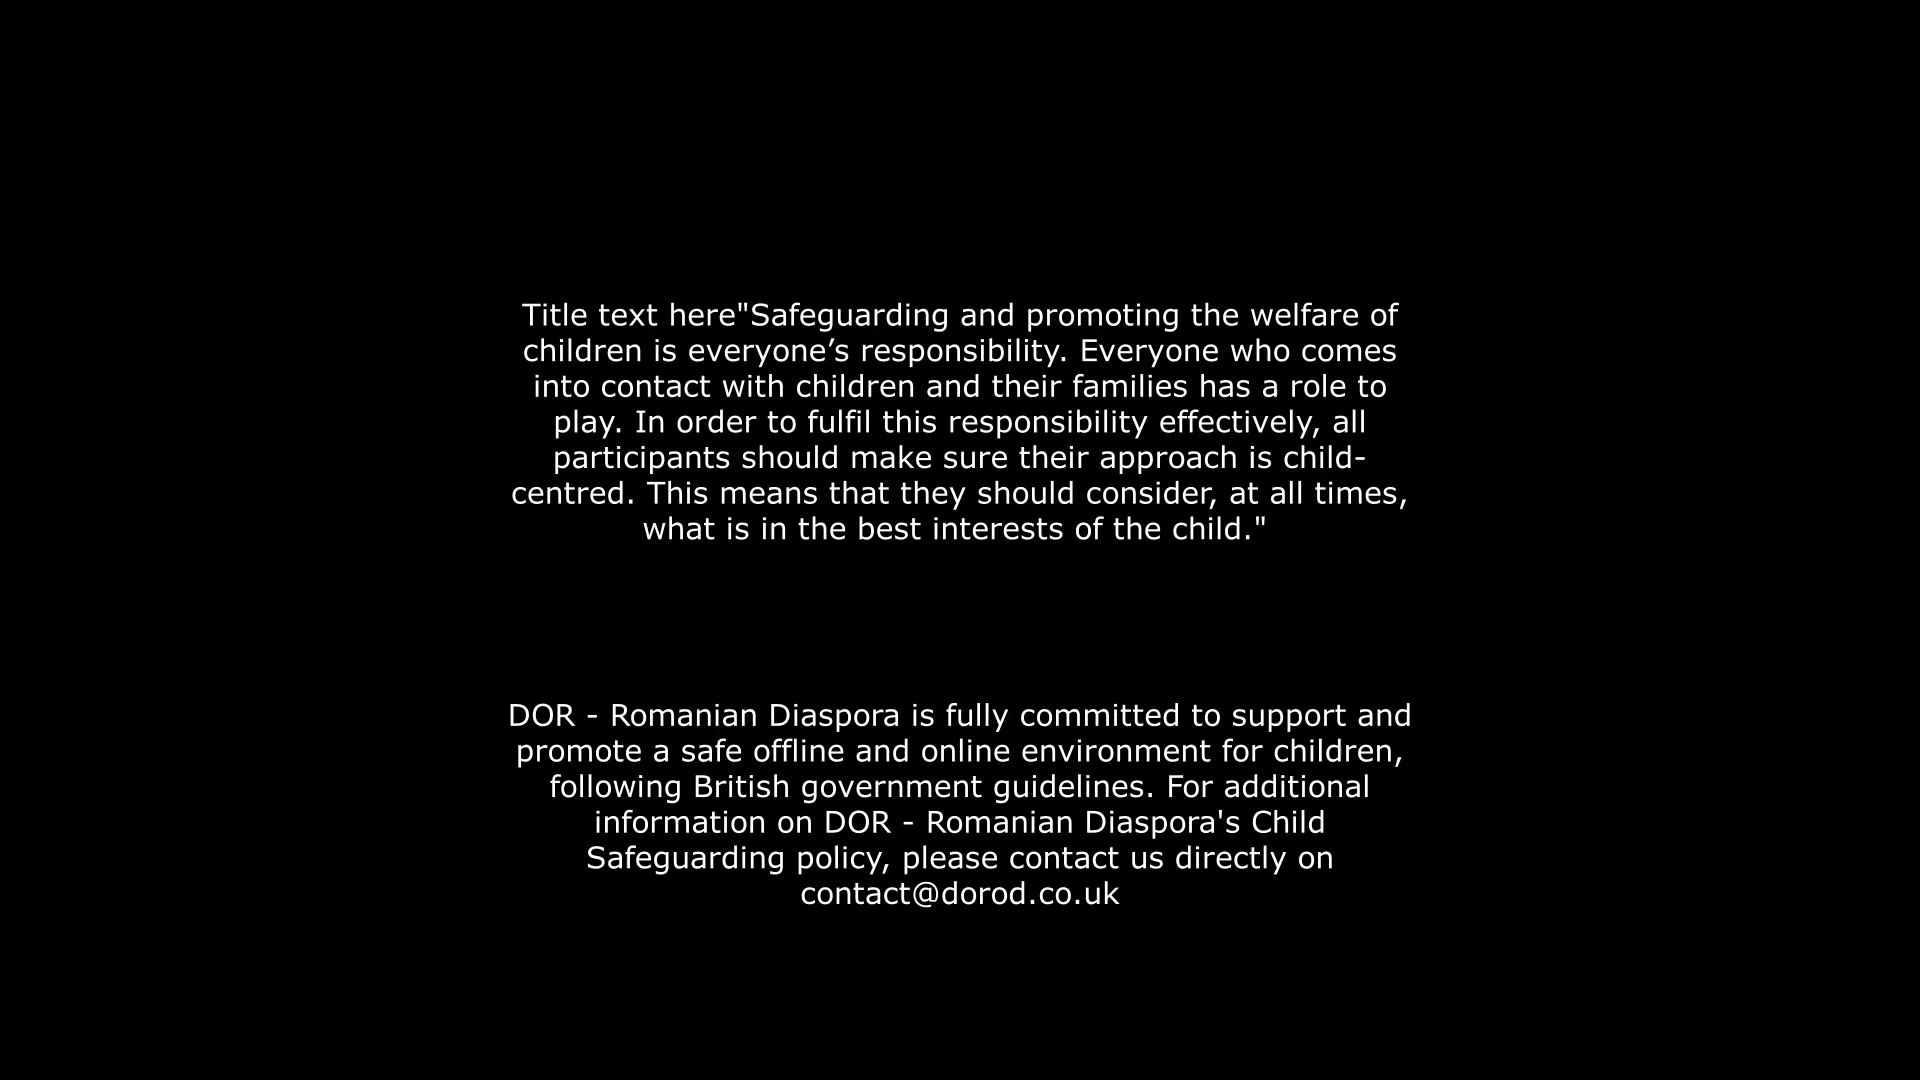 Title text here"Safeguarding and promoting the welfare of
children is everyone’s responsibility. Everyone who comes
into contact with children and their families has a role to
play. In order to fulfil this responsibility effectively, all
participants should make sure their approach is child-
centred. This means that they should consider, at all times,
what is in the best interests of the child."
DOR - Romanian Diaspora is fully committed to support and
promote a safe offline and online environment for children,
following British government guidelines. For additional
information on DOR - Romanian Diaspora's Child
Safeguarding policy, please contact us directly on
contact@dorod.co.uk